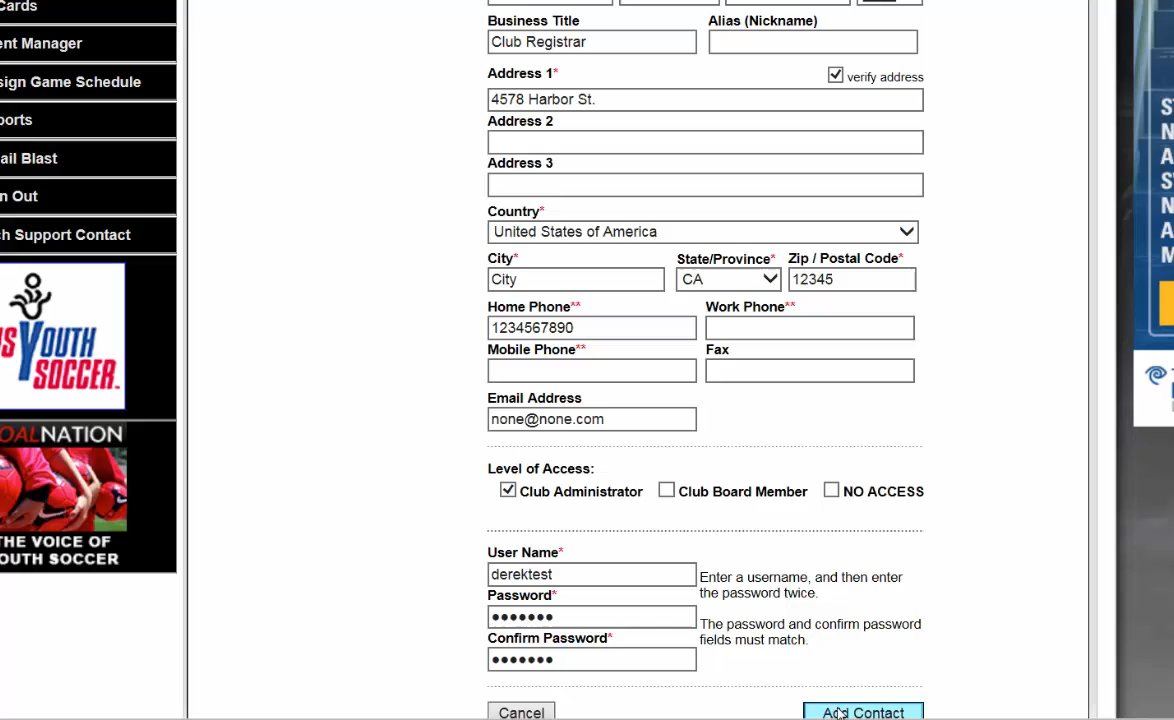 Cards
ent Manager
sign Game Schedule
ports
ail Blast
n Out
h Support Contact
US YOUTH
SOCCER
OALNATION
THE VOICE OF
OUTH SOCCER
Business Title
Alias (Nickname)
Club Registrar
Address 1*
verify address
4578 Harbor St.
Address 2
Address 3
Country*
United States of America
City*
State/Province*
Zip / Postal Code*
City
CA
12345
Home Phone**
Work Phone**
1234567890
Mobile Phone**
Fax
Email Address
none@none.com
Level of Access:
Club Administrator
Club Board Member
NO ACCESS
User Name*
derektest
Enter a username, and then enter
the password twice.
Password*
•••••••
The password and confirm password
fields must match.
Confirm Password*
•••••••
Cancel
Add Contact
S
N
A
S
N
A
M